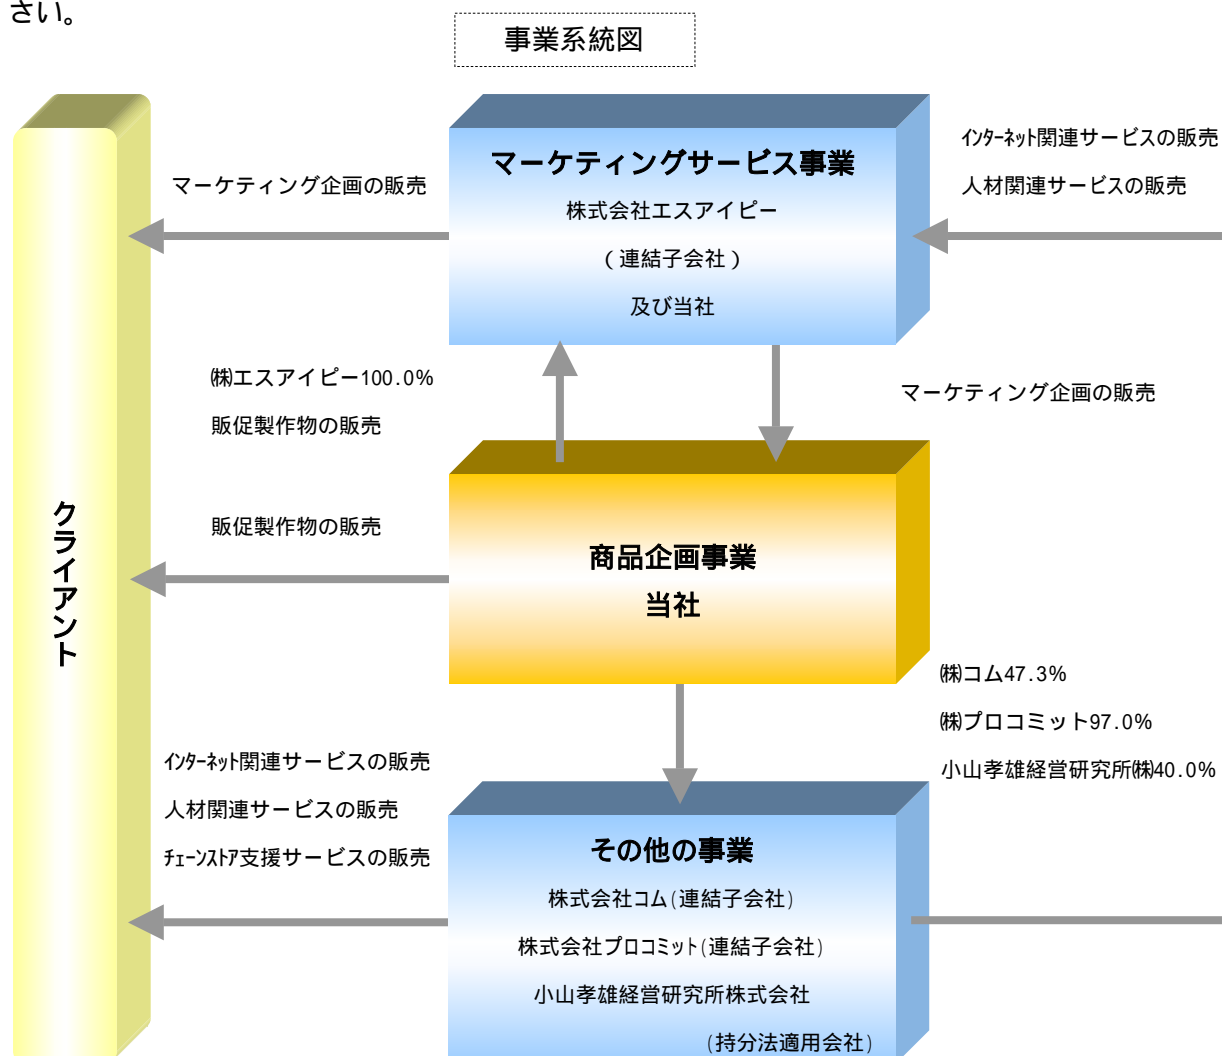 さい。
事業系統図
マーケティングサービス事業
株式会社エスアイピー
(連結子会社)
及び当社
マーケティング企画の販売
インターネット関連サービスの販売
人材関連サービスの販売
㈱エスアイピー100.0%
販促製作物の販売
マーケティング企画の販売
販促製作物の販売
商品企画事業
当社
クライアント
㈱コム47.3%
㈱プロコミット97.0%
小山孝雄経営研究所㈱40.0%
インターネット関連サービスの販売
人材関連サービスの販売
チェーンストア支援サービスの販売
その他の事業
株式会社コム(連結子会社)
株式会社プロコミット(連結子会社)
小山孝雄経営研究所株式会社
(持分法適用会社)